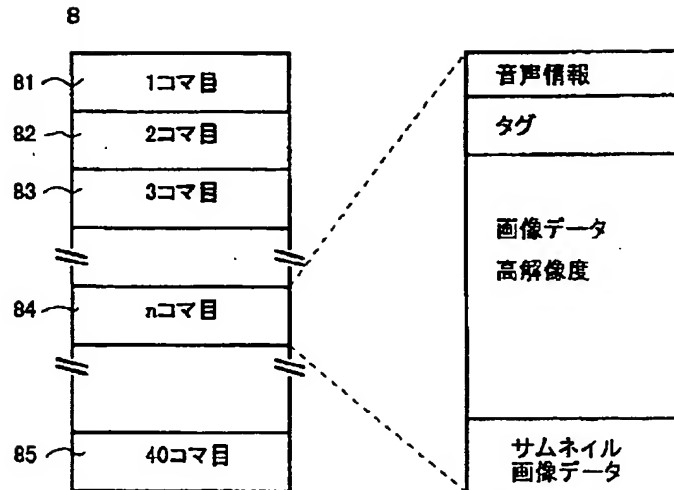 8
81 1コマ目
82 2コマ目
83 3コマ目
84 nコマ目
85 40コマ目
音声情報
タグ
画像データ
高解像度
サムネイル
画像データ